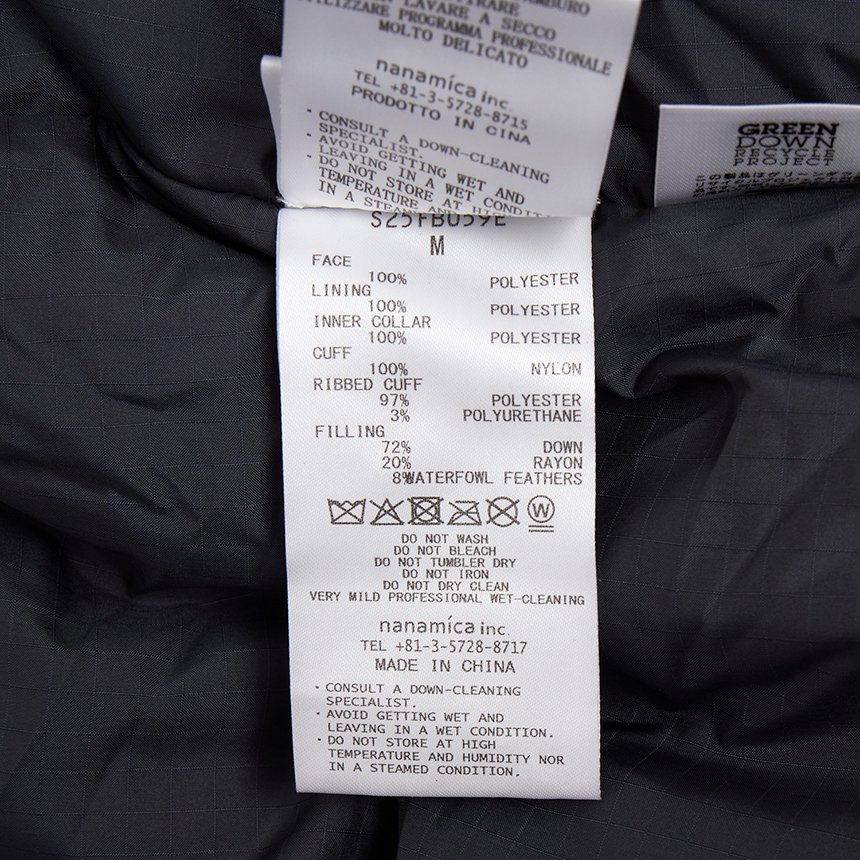 LAVARE A SECCO
UTILIZZARE PROGRAMMA PROFESSIONALE
MOLTO DELICATO
nanamica inc.
TEL +81-3-5728-8715
PRODOTTO IN CINA
· CONSULT A DOWN-CLEANING
SPECIALIST.
· AVOID GETTING WET AND
LEAVING IN A WET CONDITI
· DO NOT STORE AT HIGH
TEMPERATURE AND HUMIDITY
IN A STEAMED
GREEN
DOWN
M
FACE
100% POLYESTER
LINING
100% POLYESTER
INNER COLLAR
100% POLYESTER
CUFF
100% NYLON
RIBBED CUFF
97% POLYESTER
3% POLYURETHANE
FILLING
72% DOWN
20% RAYON
8% WATERFOWL FEATHERS
W
DO NOT WASH
DO NOT BLEACH
DO NOT TUMBLER DRY
DO NOT IRON
DO NOT DRY CLEAN
VERY MILD PROFESSIONAL WET-CLEANING
nanamica inc.
TEL +81-3-5728-8717
MADE IN CHINA
· CONSULT A DOWN-CLEANING
SPECIALIST.
· AVOID GETTING WET AND
LEAVING IN A WET CONDITION.
· DO NOT STORE AT HIGH
TEMPERATURE AND HUMIDITY NOR
IN A STEAMED CONDITION.